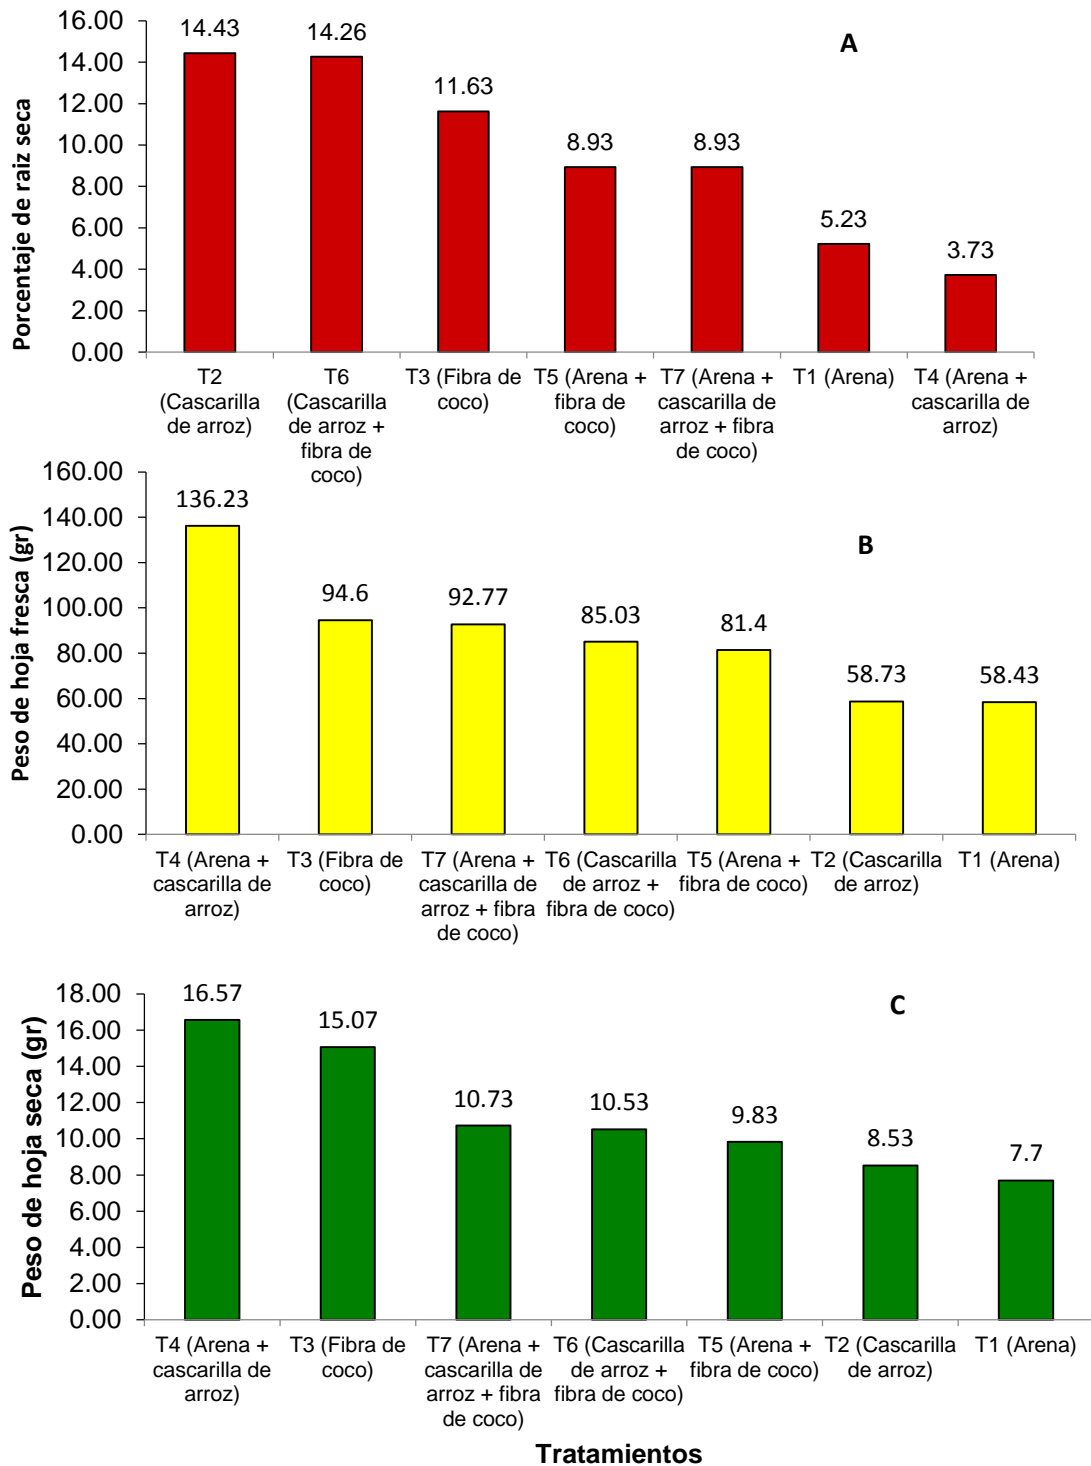 A
Porcentaje de raiz seca
16.00
14.00
12.00
10.00
8.00
6.00
4.00
2.00
0.00
14.43
14.26
11.63
8.93
8.93
5.23
3.73
T2
(Cascarilla
de arroz)
T6
(Cascarilla
de arroz +
fibra de
coco)
T3 (Fibra de
coco)
T5 (Arena +
fibra de
coco)
T7 (Arena +
cascarilla de
arroz + fibra
de coco)
T1 (Arena)
T4 (Arena +
cascarilla de
arroz)
B
Peso de hoja fresca (gr)
160.00
140.00
120.00
100.00
80.00
60.00
40.00
20.00
0.00
136.23
94.6
92.77
85.03
81.4
58.73
58.43
T4 (Arena +
cascarilla de
arroz)
T3 (Fibra de
coco)
T7 (Arena +
cascarilla de
arroz + fibra
de coco)
T6 (Cascarilla
de arroz +
fibra de coco)
T5 (Arena +
fibra de coco)
T2 (Cascarilla
de arroz)
T1 (Arena)
C
Peso de hoja seca (gr)
18.00
16.00
14.00
12.00
10.00
8.00
6.00
4.00
2.00
0.00
16.57
15.07
10.73
10.53
9.83
8.53
7.7
T4 (Arena +
cascarilla de
arroz)
T3 (Fibra de
coco)
T7 (Arena +
cascarilla de
arroz + fibra
de coco)
T6 (Cascarilla
de arroz +
fibra de coco)
T5 (Arena +
fibra de coco)
T2 (Cascarilla
de arroz)
T1 (Arena)
Tratamientos